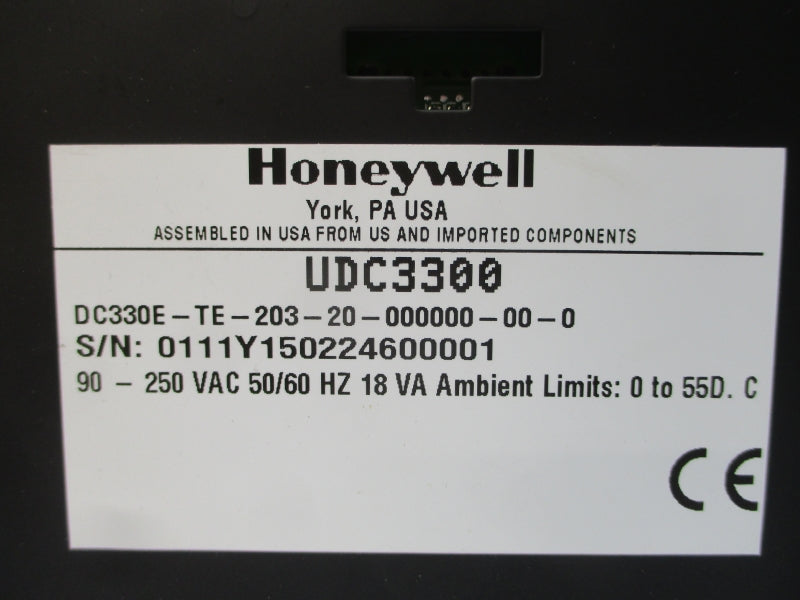 Honeywell
York, PA USA
ASSEMBLED IN USA FROM US AND IMPORTED COMPONENTS
UDC3300
DC330E-TE-203-20-000000-00-0
S/N: 0111Y150224600001
90 - 250 VAC 50/60 HZ 18 VA Ambient Limits: 0 to 55D. C
CE